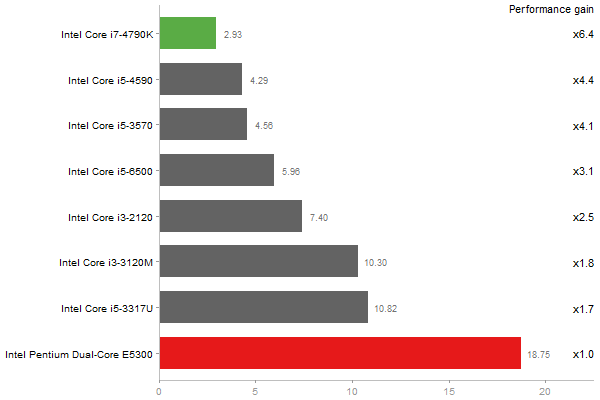 Performance gain
Intel Core i7-4790K 2.93 x6.4
Intel Core i5-4590 4.29 x4.4
Intel Core i5-3570 4.56 x4.1
Intel Core i5-6500 5.96 x3.1
Intel Core i3-2120 7.40 x2.5
Intel Core i3-3120M 10.30 x1.8
Intel Core i5-3317U 10.82 x1.7
Intel Pentium Dual-Core E5300 18.75 x1.0
0 5 10 15 20